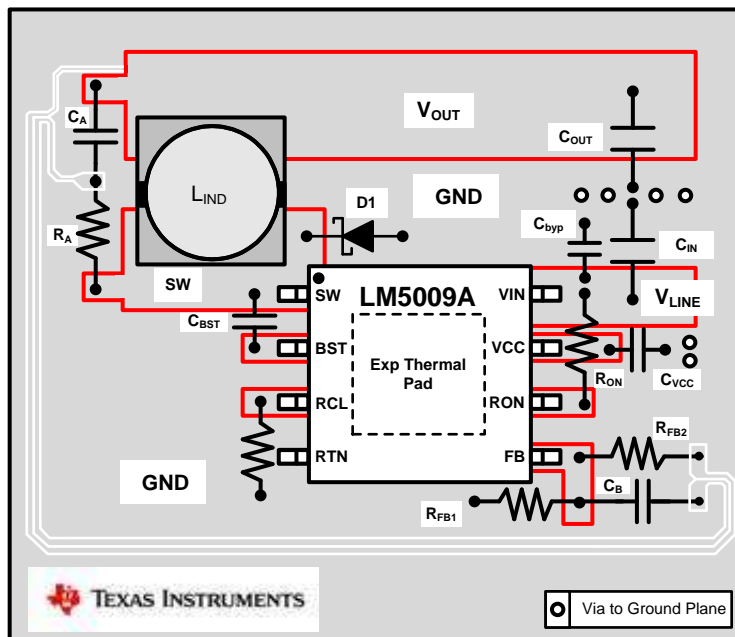 VOUT
CA
COUT
LIND
D1
GND
RA
Cbyp
CIN
SW
VLINE
CBST
SW
LM5009A
VIN
BST
Exp Thermal
Pad
VCC
RON
CVCC
RCL
RON
RTN
FB
RFB2
GND
CB
RFB1
TEXAS INSTRUMENTS
Via to Ground Plane